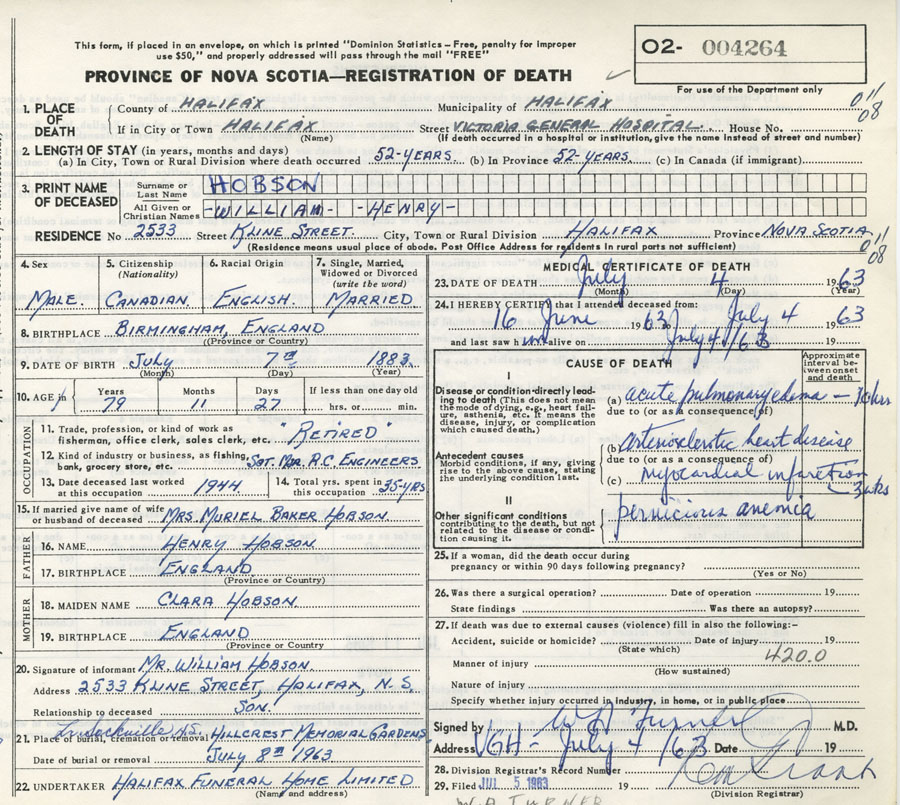 This form, if placed in an envelope, on which is printed "Dominion Statistics – Free, penalty for improper
use $50," and properly addressed will pass through the mail "FREE"
O2- 004264
PROVINCE OF NOVA SCOTIA—REGISTRATION OF DEATH
For use of the Department only
1. PLACE OF DEATH
County of HALIFAX Municipality of HALIFAX
If in City or Town HALIFAX Street VICTORIA GENERAL HOSPITAL House No.
(Name) (If death occurred in a hospital or institution, give the name instead of street and number)
011
08
2. LENGTH OF STAY (in years, months and days)
(a) In City, Town or Rural Division where death occurred 52-YEARS (b) In Province 52-YEARS. (c) In Canada (if immigrant)
3. PRINT NAME OF DECEASED
Surname or Last Name HOBSON
All Given or Christian Names -WILLIAM- -HENRY-
RESIDENCE No 2533 Street KLINE STREET. City, Town or Rural Division HALIFAX Province NOVA SCOTIA
(Residence means usual place of abode. Post Office Address for residents in rural parts not sufficient)
011
08
4. Sex
MALE.
5. Citizenship (Nationality)
CANADIAN
6. Racial Origin
ENGLISH.
7. Single, Married, Widowed or Divorced (write the word)
MARRIED
8. BIRTHPLACE BIRMINGHAM, ENGLAND
(Province or Country)
9. DATE OF BIRTH July 7TH 1883.
(Month) (Day) (Year)
10. AGE in
Years Months Days If less than one day old
79 11 27 hrs. or min.
OCCUPATION
11. Trade, profession, or kind of work as
fisherman, office clerk, sales clerk, etc. "RETIRED"
12. Kind of industry or business, as fishing,
bank, grocery store, etc. SGT. MJR. R.C. ENGINEERS
13. Date deceased last worked
at this occupation 1944
14. Total yrs. spent in
this occupation 35-YRS
15. If married give name of wife
or husband of deceased MRS. MURIEL BAKER HOBSON.
FATHER
16. NAME HENRY HOBSON
17. BIRTHPLACE ENGLAND
(Province or Country)
MOTHER
18. MAIDEN NAME CLARA HOBSON.
19. BIRTHPLACE ENGLAND
(Province or Country)
20. Signature of informant MR. WILLIAM HOBSON.
Address 2533 KLINE STREET, HALIFAX, N.S.
Relationship to deceased SON.
21. Place of burial, cremation or removal HILLCREST MEMORIAL GARDENS
Date of burial or removal JULY 8TH 1963
22. UNDERTAKER HALIFAX FUNERAL HOME LIMITED
(Name and address)
MEDICAL CERTIFICATE OF DEATH
23. DATE OF DEATH July 4 1963
(Month) (Day) (Year)
24. I HEREBY CERTIFY that I attended deceased from:
16 June 1963 to July 4 1963
and last saw him alive on July 4/63 19
CAUSE OF DEATH
Approximate interval between onset and death
I
Disease or condition directly leading to death (This does not mean the mode of dying, e.g., heart failure, asthenia, etc. It means the disease, injury, or complication which caused death.)
(a) acute pulmonary edema – hrs
due to (or as a consequence of)
Antecedent causes
Morbid conditions, if any, giving rise to the above cause, stating the underlying condition last.
(b) arteriosclerotic heart disease
due to (or as a consequence of)
(c) myocardial infarction
3 wks
II
Other significant conditions
contributing to the death, but not related to the disease or condition causing it.
pernicious anemia
25. If a woman, did the death occur during
pregnancy or within 90 days following pregnancy?
(Yes or No)
26. Was there a surgical operation? Date of operation 19
State findings Was there an autopsy?
27. If death was due to external causes (violence) fill in also the following:-
Accident, suicide or homicide? Date of injury 19
(State which)
420.0
Manner of injury
(How sustained)
Nature of injury
Specify whether injury occurred in industry, in home, or in public place
Signed by W A Turner M.D.
Address VGH - July 4/63 Date 19
28. Division Registrar's Record Number
29. Filed JUL 5 1963 19
(Division Registrar)
W.A TURNER